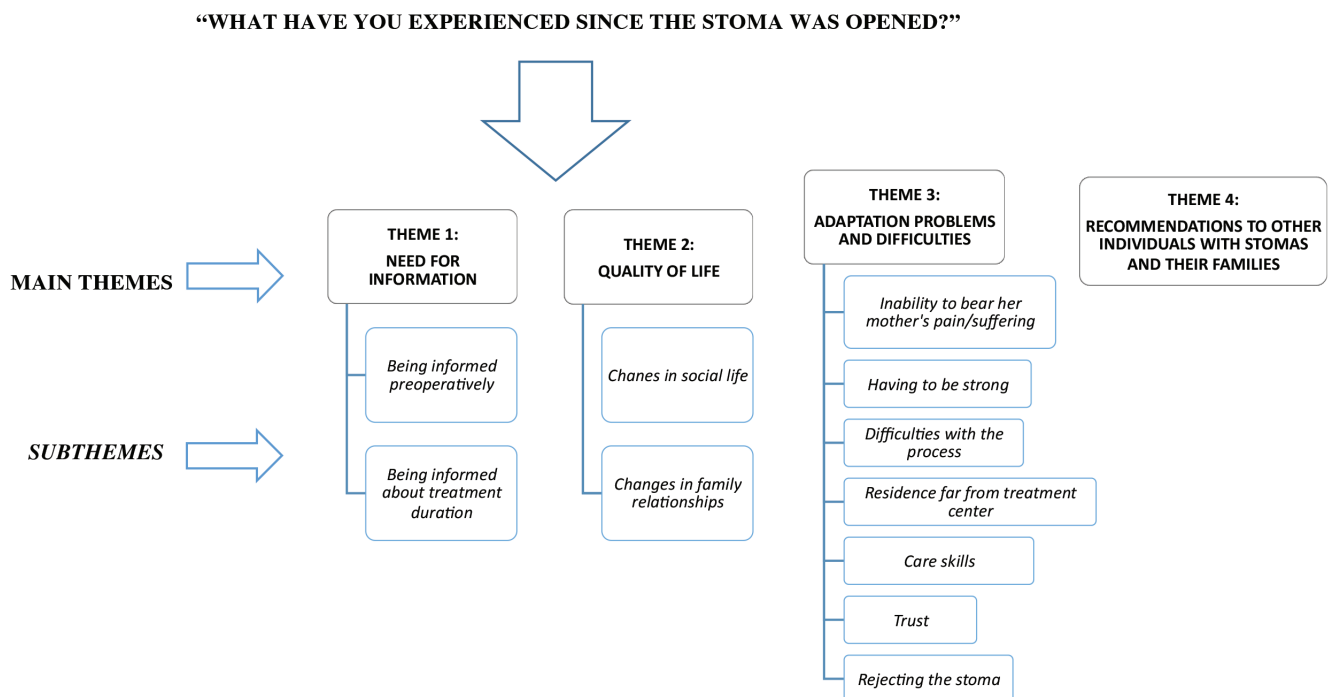 “WHAT HAVE YOU EXPERIENCED SINCE THE STOMA WAS OPENED?”
MAIN THEMES
SUBTHEMES
THEME 1:
NEED FOR
INFORMATION
Being informed
preoperatively
Being informed
about treatment
duration
THEME 2:
QUALITY OF LIFE
Chanes in social life
Changes in family
relationships
THEME 3:
ADAPTATION PROBLEMS
AND DIFFICULTIES
Inability to bear her
mother's pain/suffering
Having to be strong
Difficulties with the
process
Residence far from treatment
center
Care skills
Trust
Rejecting the stoma
THEME 4:
RECOMMENDATIONS TO OTHER
INDIVIDUALS WITH STOMAS
AND THEIR FAMILIES